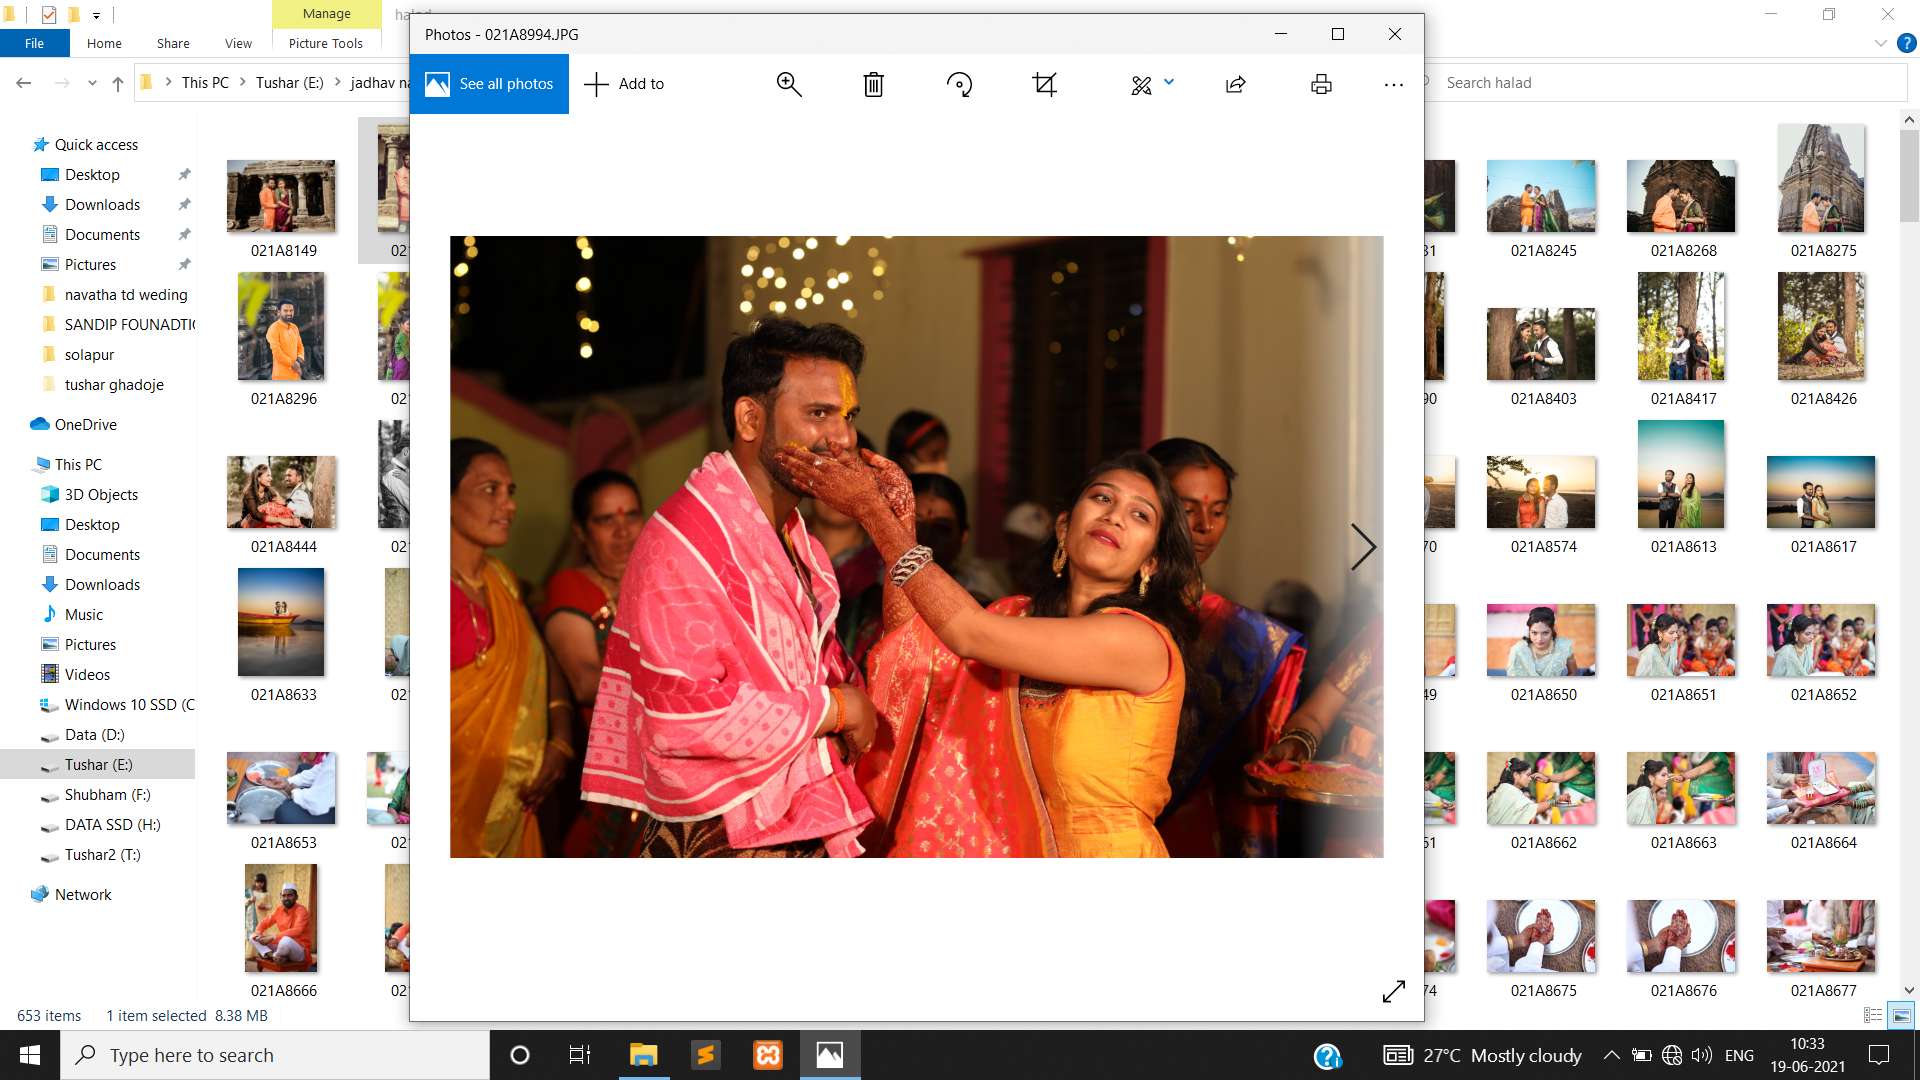 Manage
halad
File
Home
Share
View
Picture Tools
This PC
Tushar (E:)
jadhav na
Search halad
Photos - 021A8994.JPG
See all photos
Add to
Quick access
Desktop
Downloads
Documents
Pictures
navatha td weding
SANDIP FOUNADTI
solapur
tushar ghadoje
OneDrive
This PC
3D Objects
Desktop
Documents
Downloads
Music
Pictures
Videos
Windows 10 SSD (C
Data (D:)
Tushar (E:)
Shubham (F:)
DATA SSD (H:)
Tushar2 (T:)
Network
021A8149
02
31
021A8245
021A8268
021A8275
021A8296
02
90
021A8403
021A8417
021A8426
021A8444
02
70
021A8574
021A8613
021A8617
021A8633
02
49
021A8650
021A8651
021A8652
021A8653
02
61
021A8662
021A8663
021A8664
021A8666
02
74
021A8675
021A8676
021A8677
653 items
1 item selected 8.38 MB
Type here to search
27°C Mostly cloudy
ENG
10:33
19-06-2021